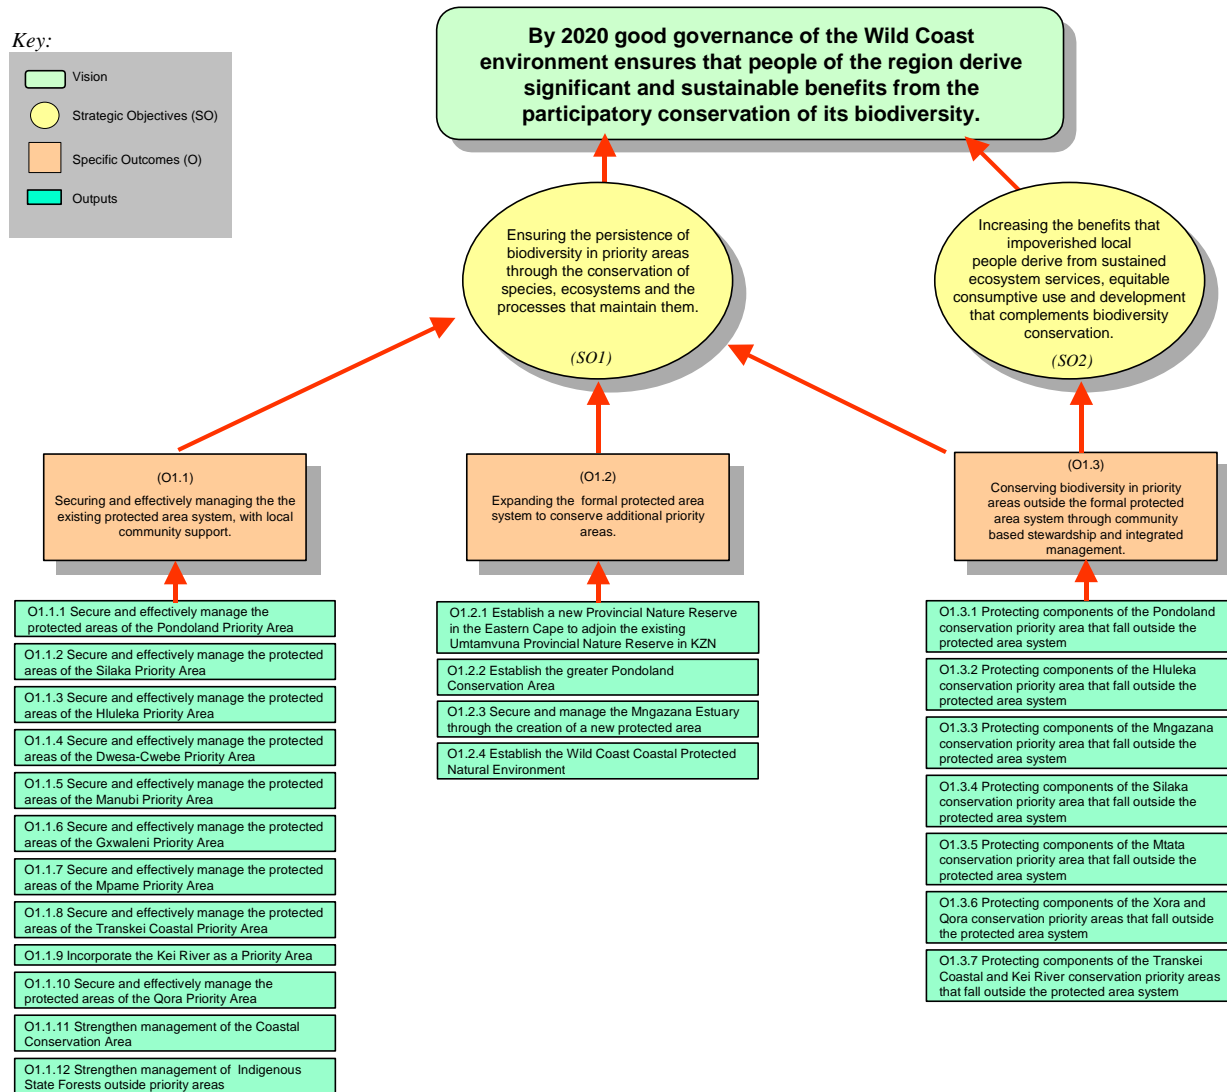 Key:
Vision
Strategic Objectives (SO)
Specific Outcomes (O)
Outputs
By 2020 good governance of the Wild Coast
environment ensures that people of the region derive
significant and sustainable benefits from the
participatory conservation of its biodiversity.
Ensuring the persistence of
biodiversity in priority areas
through the conservation of
species, ecosystems and the
processes that maintain them.
(SO1)
Increasing the benefits that
impoverished local
people derive from sustained
ecosystem services, equitable
consumptive use and development
that complements biodiversity
conservation.
(SO2)
(O1.1)
Securing and effectively managing the the
existing protected area system, with local
community support.
(O1.2)
Expanding the formal protected area
system to conserve additional priority
areas.
(O1.3)
Conserving biodiversity in priority
areas outside the formal protected
area system through community
based stewardship and integrated
management.
O1.1.1 Secure and effectively manage the
protected areas of the Pondoland Priority Area
O1.1.2 Secure and effectively manage the protected
areas of the Silaka Priority Area
O1.1.3 Secure and effectively manage the protected
areas of the Hluleka Priority Area
O1.1.4 Secure and effectively manage the protected
areas of the Dwesa-Cwebe Priority Area
O1.1.5 Secure and effectively manage the protected
areas of the Manubi Priority Area
O1.1.6 Secure and effectively manage the protected
areas of the Gxwaleni Priority Area
O1.1.7 Secure and effectively manage the protected
areas of the Mpame Priority Area
O1.1.8 Secure and effectively manage the protected
areas of the Transkei Coastal Priority Area
O1.1.9 Incorporate the Kei River as a Priority Area
O1.1.10 Secure and effectively manage the
protected areas of the Qora Priority Area
O1.1.11 Strengthen management of the Coastal
Conservation Area
O1.1.12 Strengthen management of Indigenous
State Forests outside priority areas
O1.2.1 Establish a new Provincial Nature Reserve
in the Eastern Cape to adjoin the existing
Umtamvuna Provincial Nature Reserve in KZN
O1.2.2 Establish the greater Pondoland
Conservation Area
O1.2.3 Secure and manage the Mngazana Estuary
through the creation of a new protected area
O1.2.4 Establish the Wild Coast Coastal Protected
Natural Environment
O1.3.1 Protecting components of the Pondoland
conservation priority area that fall outside the
protected area system
O1.3.2 Protecting components of the Hluleka
conservation priority area that fall outside the
protected area system
O1.3.3 Protecting components of the Mngazana
conservation priority area that fall outside the
protected area system
O1.3.4 Protecting components of the Silaka
conservation priority area that fall outside the
protected area system
O1.3.5 Protecting components of the Mtata
conservation priority area that fall outside the
protected area system
O1.3.6 Protecting components of the Xora and
Qora conservation priority areas that fall outside
the protected area system
O1.3.7 Protecting components of the Transkei
Coastal and Kei River conservation priority areas
that fall outside the protected area system